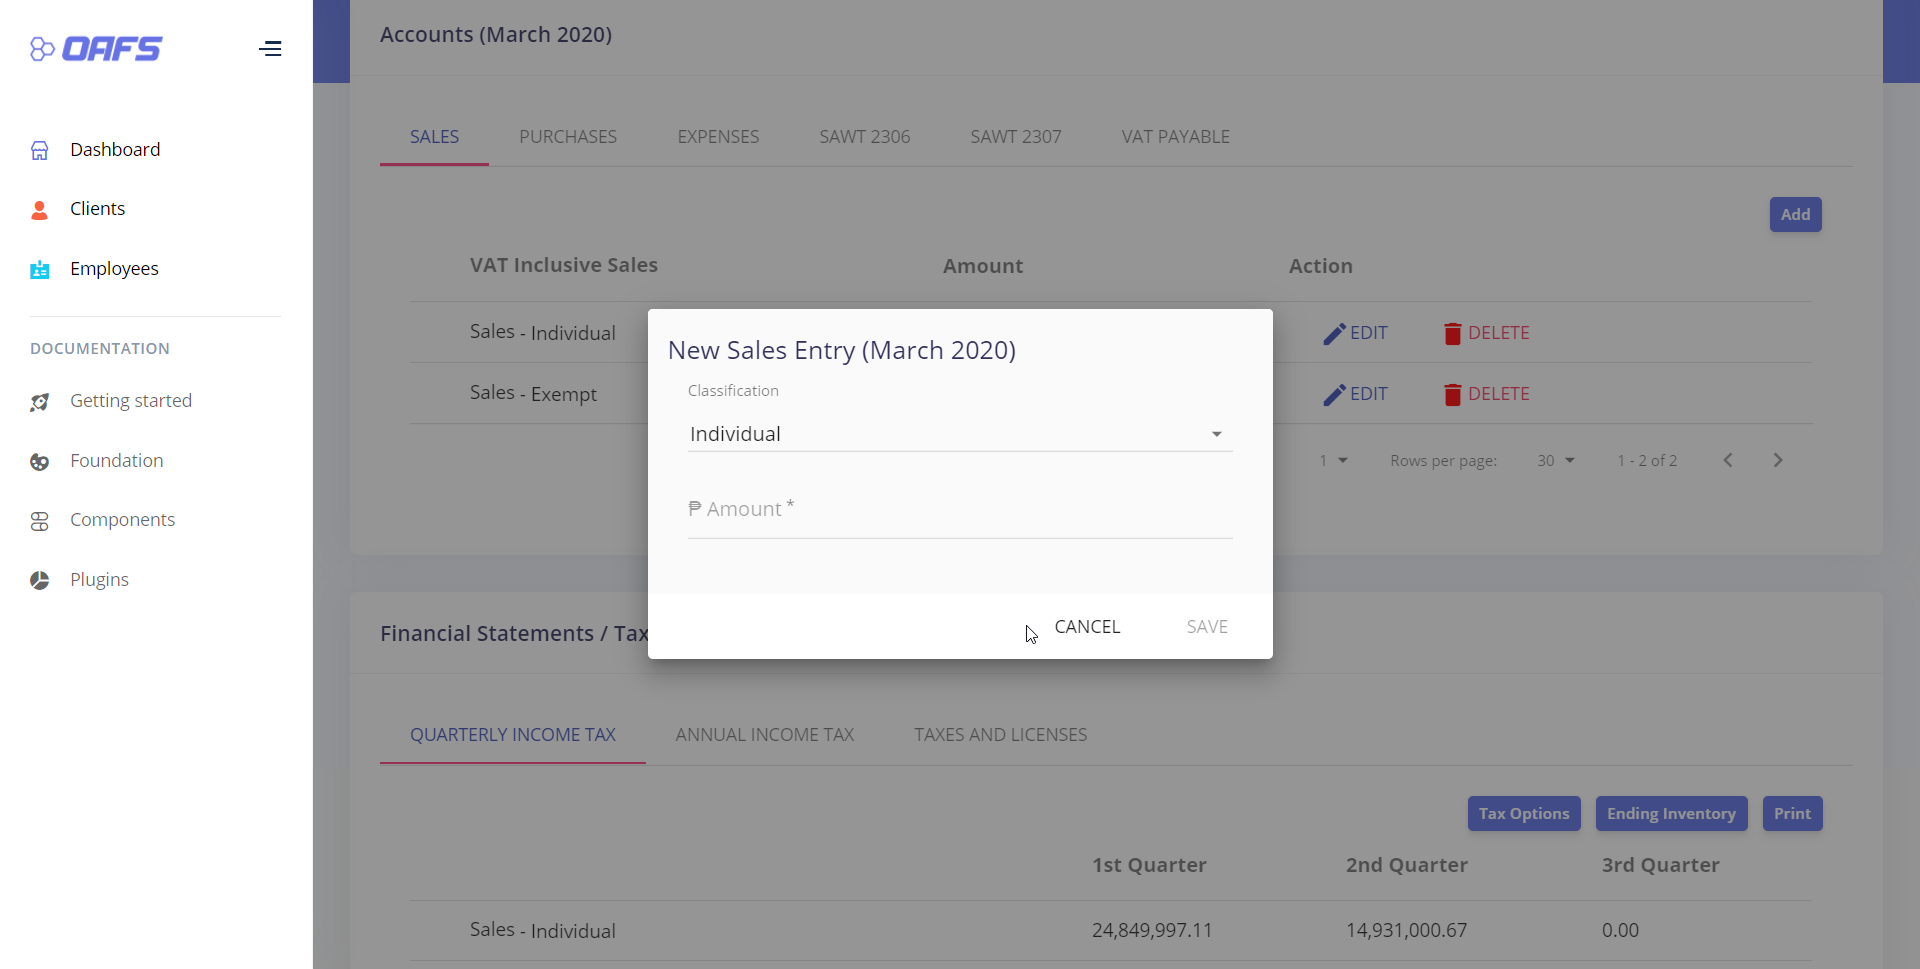 OAFS
Dashboard
Clients
Employees
DOCUMENTATION
Getting started
Foundation
Components
Plugins
Accounts (March 2020)
SALES PURCHASES EXPENSES SAWT 2306 SAWT 2307 VAT PAYABLE
Add
VAT Inclusive Sales Amount Action
Sales - Individual EDIT DELETE
Sales - Exempt EDIT DELETE
1 Rows per page: 30 1 - 2 of 2
New Sales Entry (March 2020)
Classification
Individual
₱ Amount *
CANCEL SAVE
Financial Statements / Tax
QUARTERLY INCOME TAX ANNUAL INCOME TAX TAXES AND LICENSES
Tax Options Ending Inventory Print
1st Quarter 2nd Quarter 3rd Quarter
Sales - Individual 24,849,997.11 14,931,000.67 0.00